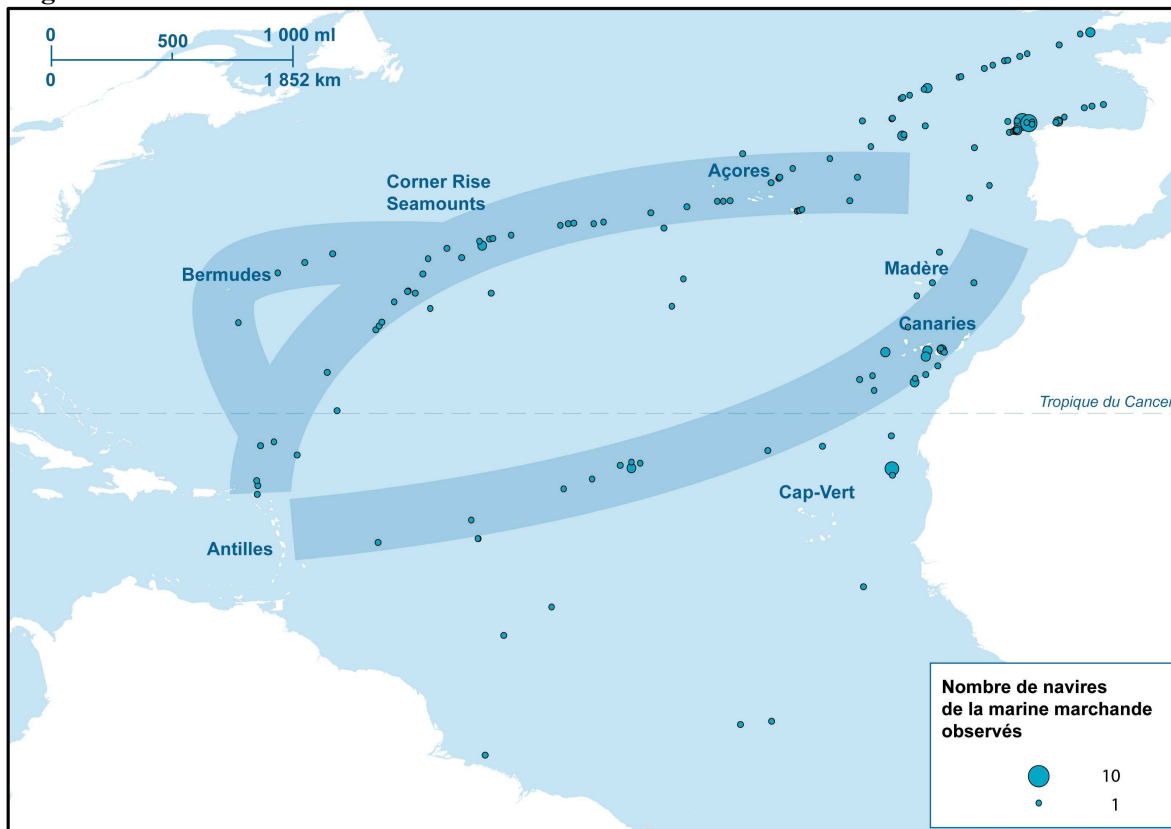 0 500 1 000 ml
0 1 852 km
Açores
Corner Rise
Seamounts
Bermudes
Madère
Canaries
Tropique du Cancer
Cap-Vert
Antilles
Nombre de navires
de la marine marchande
observés
10
1